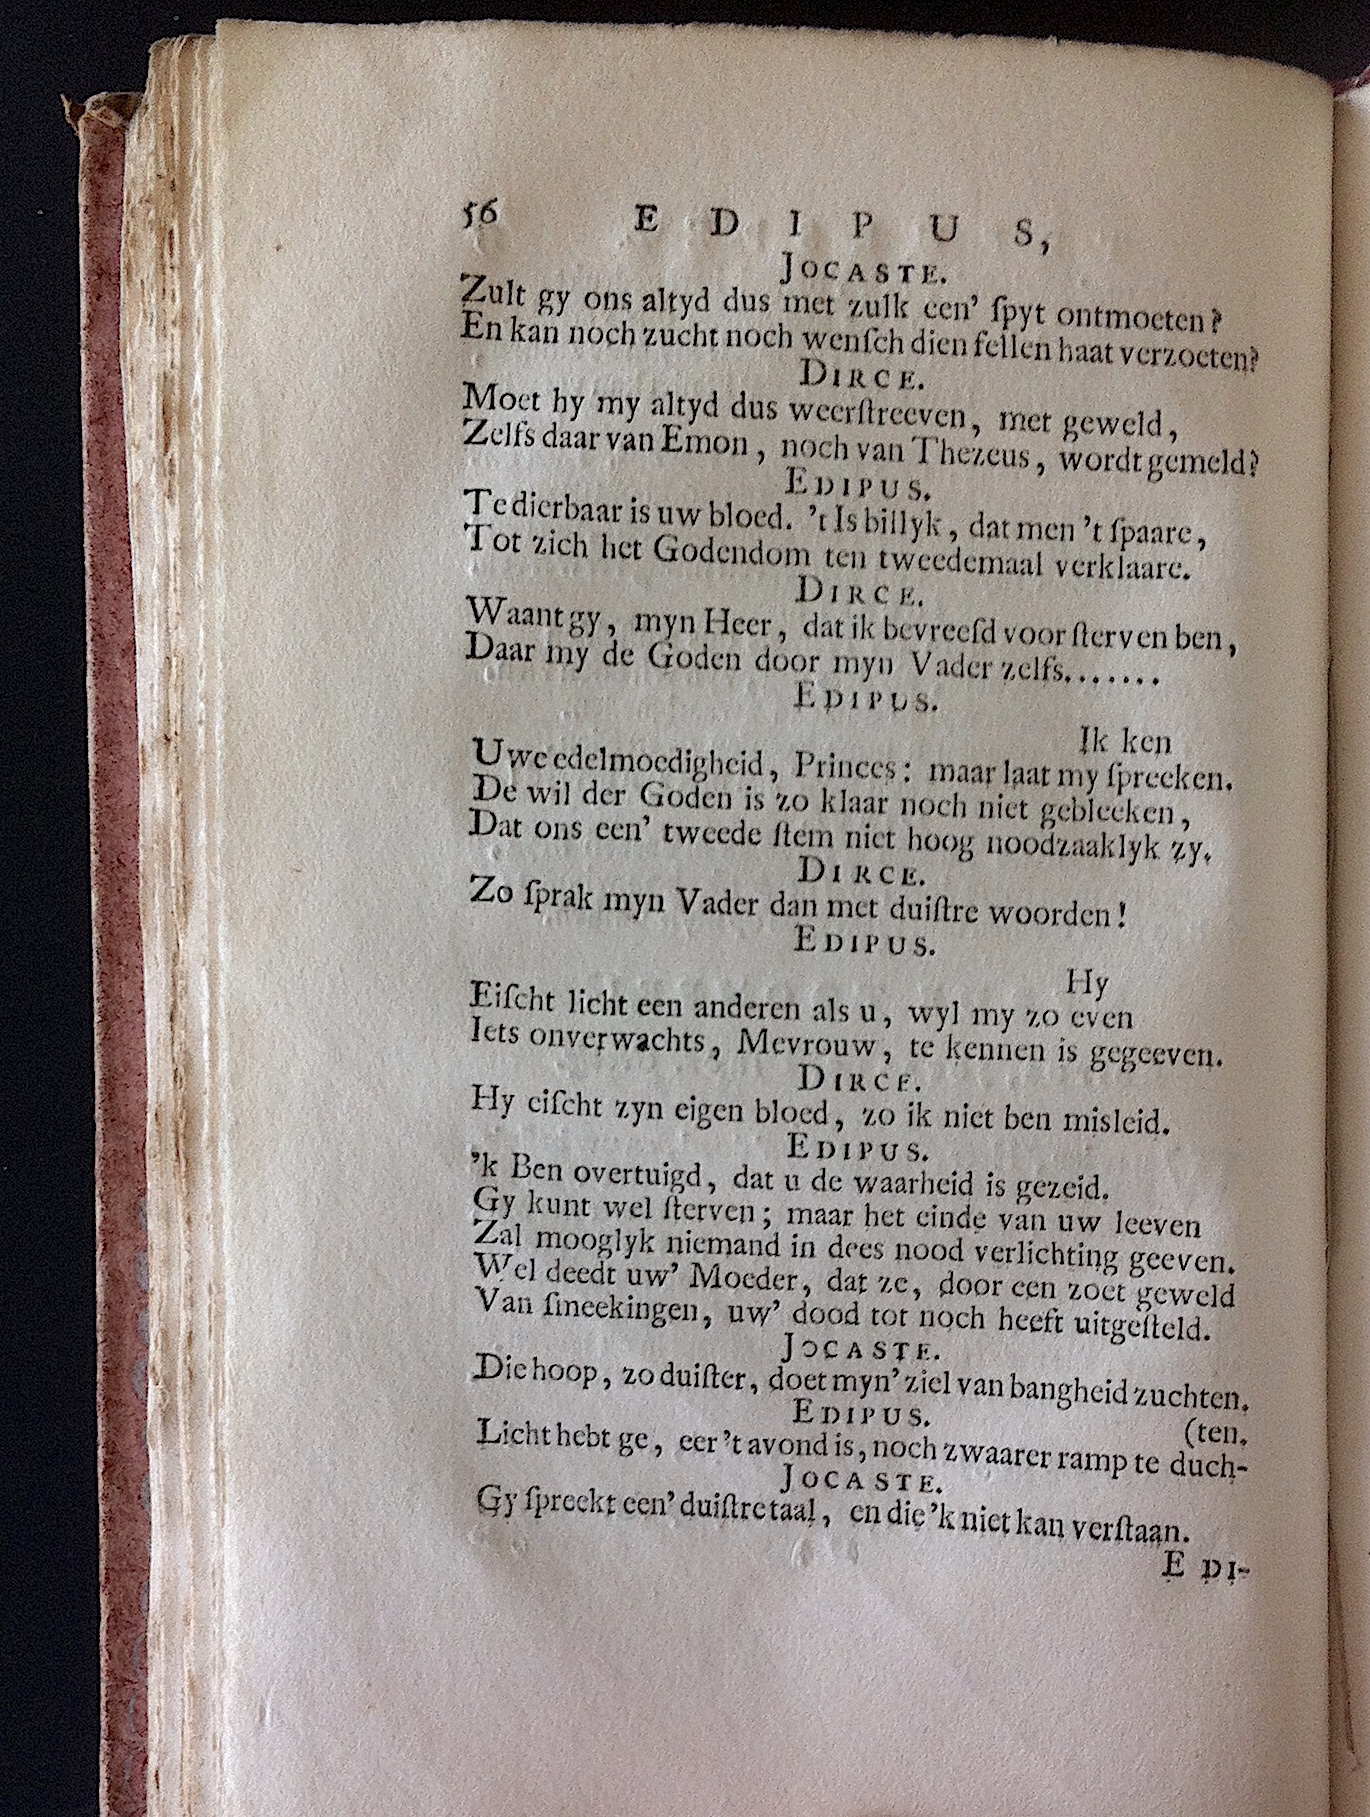 56 E D I P U S,
JOCASTE.
Zult gy ons altyd dus met zulk een' ſpyt ontmoeten?
En kan noch zucht noch wenſch dien fellen haat verzoeten?
DIRCE.
Moet hy my altyd dus weerſtreeven, met geweld,
Zelfs daar van Emon, noch van Thezeus, wordt gemeld?
EDIPUS.
Te dierbaar is uw bloed. 't Is billyk, dat men 't ſpaare,
Tot zich het Godendom ten tweedemaal verklaare.
DIRCE.
Waant gy, myn Heer, dat ik bevreeſd voor ſterven ben,
Daar my de Goden door myn Vader zelfs.......
EDIPUS.
Ik ken
Uwe edelmoedigheid, Princes: maar laat my ſpreeken.
De wil der Goden is zo klaar noch niet gebleeken,
Dat ons een' tweede ſtem niet hoog noodzaaklyk zy.
DIRCE.
Zo ſprak myn Vader dan met duiſtre woorden!
EDIPUS.
Hy
Eiſcht licht een anderen als u, wyl my zo even
Iets onverwachts, Mevrouw, te kennen is gegeeven.
DIRCE.
Hy eiſcht zyn eigen bloed, zo ik niet ben misleid.
EDIPUS.
'k Ben overtuigd, dat u de waarheid is gezeid.
Gy kunt wel ſterven; maar het einde van uw leeven
Zal mooglyk niemand in dees nood verlichting geeven.
Wel deedt uw' Moeder, dat ze, door een zoet geweld
Van ſmeekingen, uw' dood tot noch heeft uitgeſteld.
JOCASTE.
Die hoop, zo duiſter, doet myn' ziel van bangheid zuchten.
EDIPUS.
(ten.
Licht hebt ge, eer 't avond is, noch zwaarer ramp te duch-
JOCASTE.
Gy ſpreekt een' duiſtre taal, en die 'k niet kan verſtaan.
E DI-